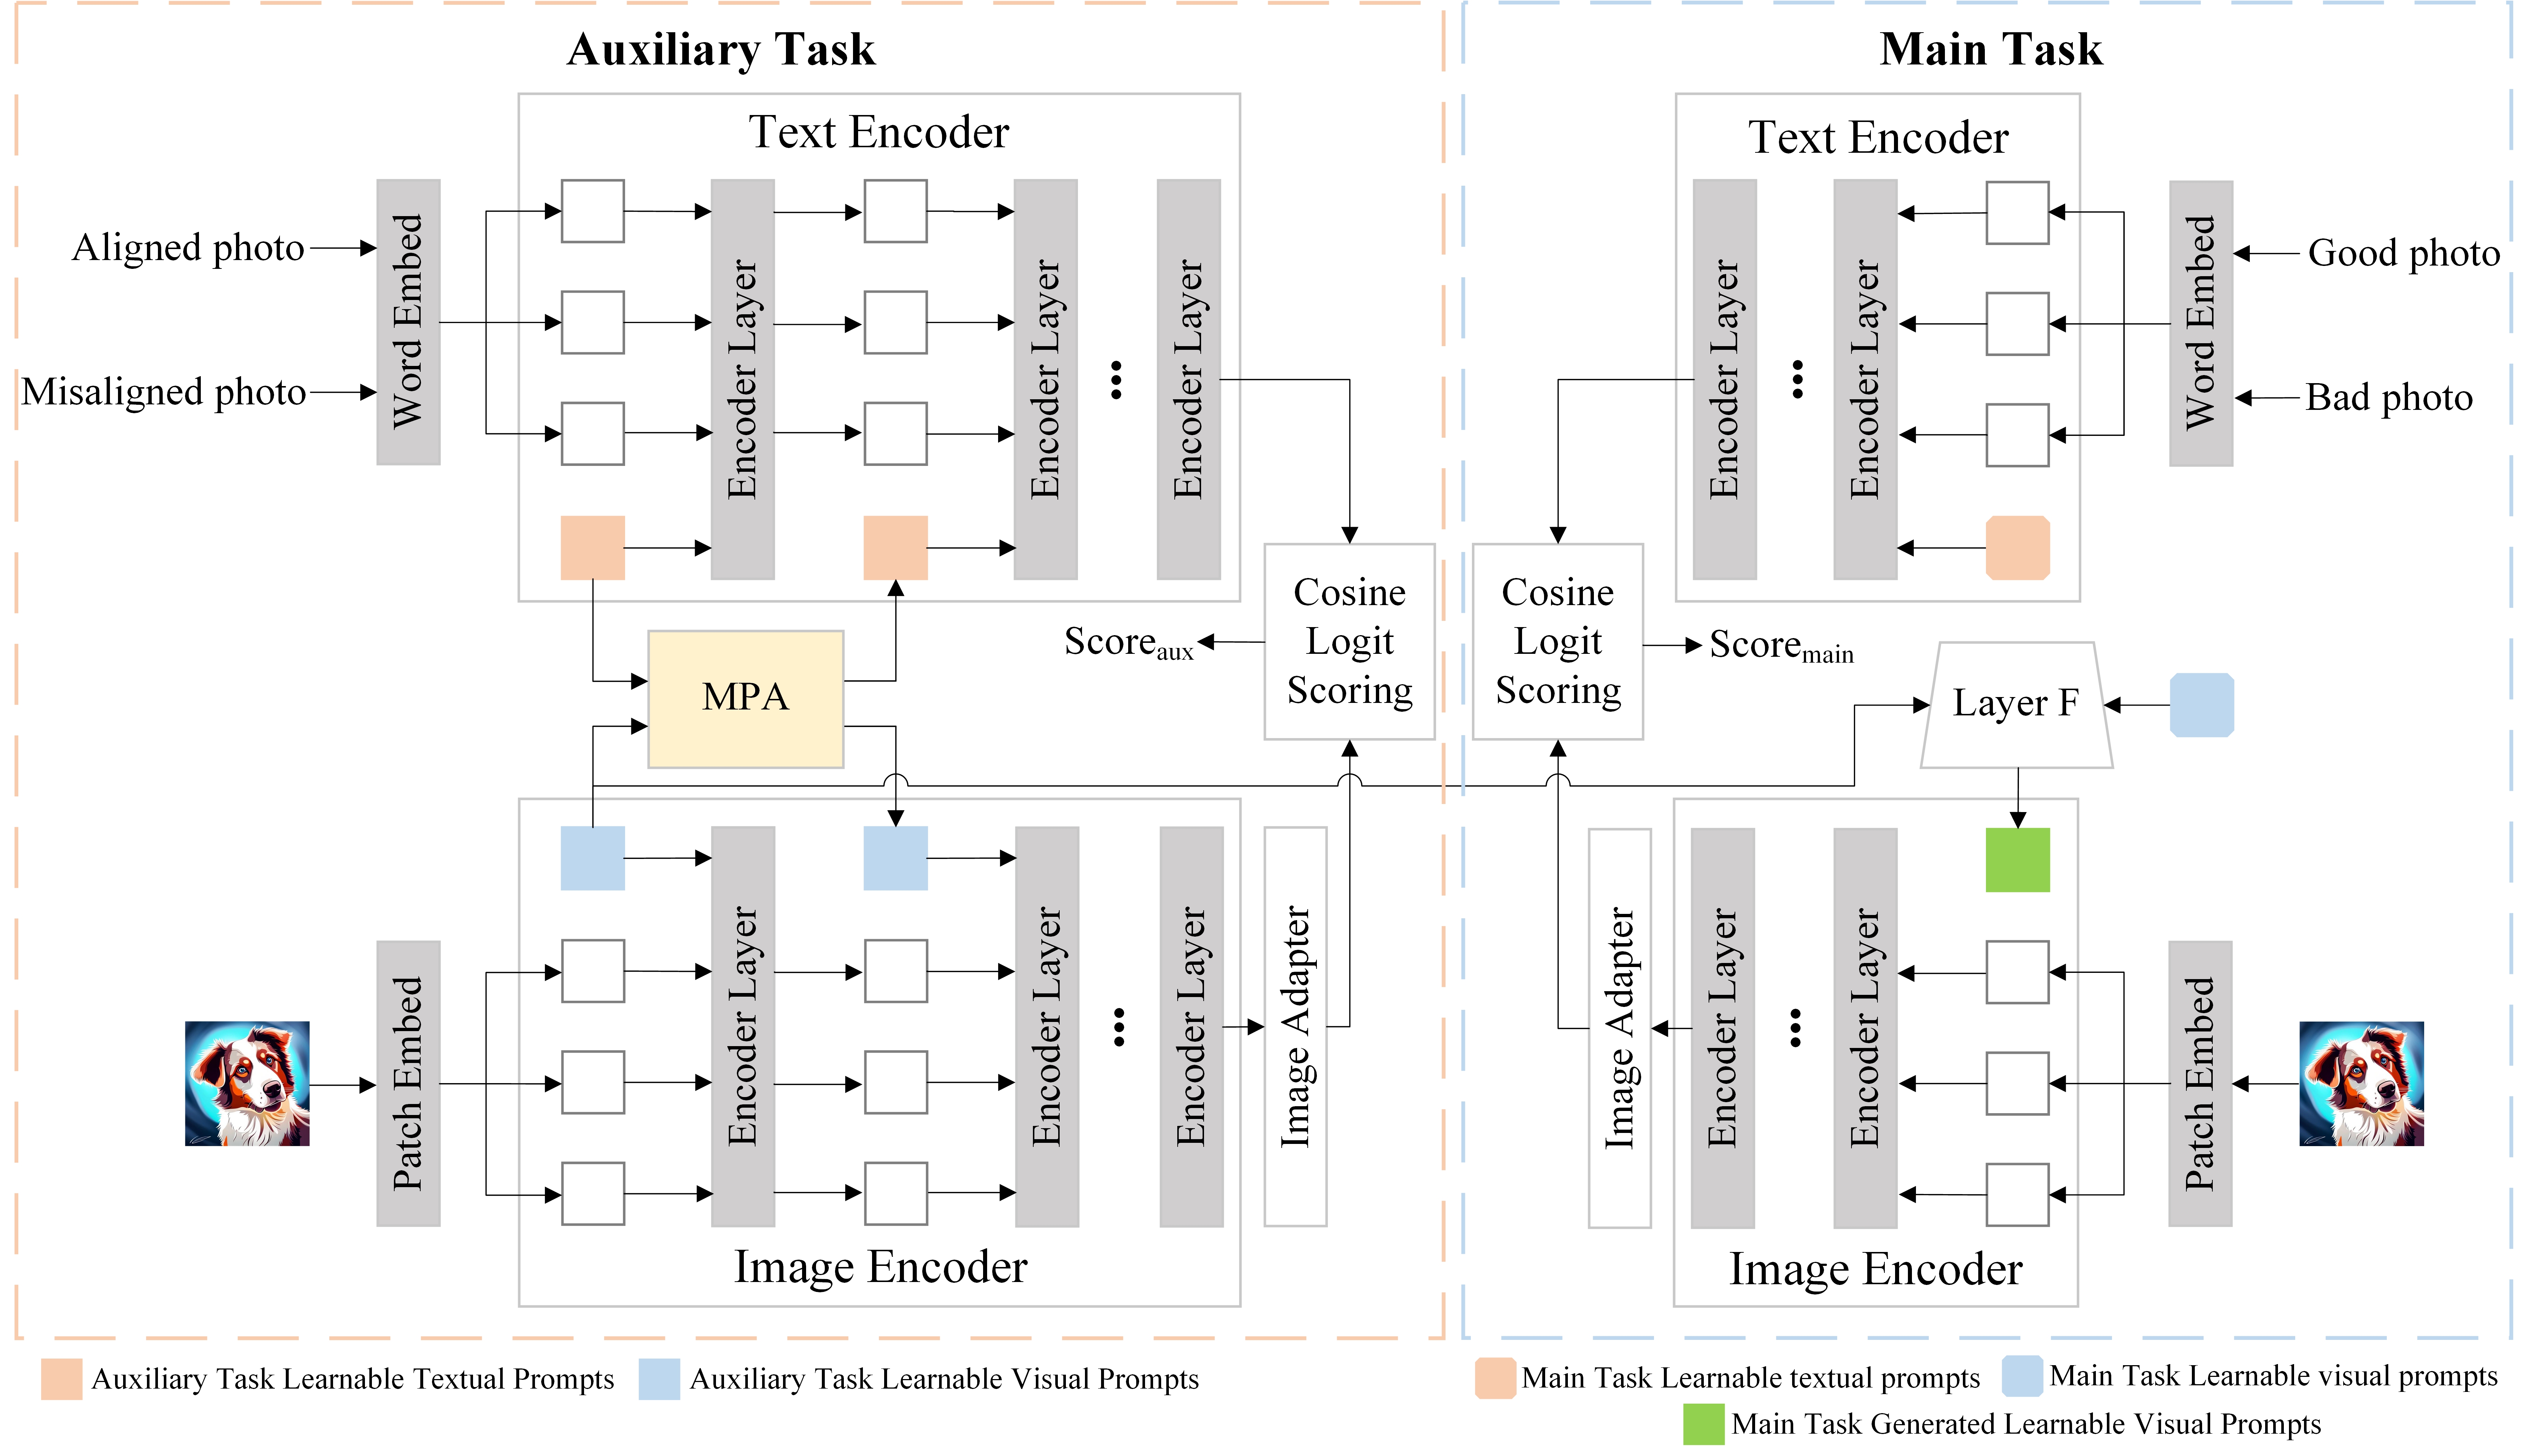 Auxiliary Task
Text Encoder
Aligned photo
Misaligned photo
Word Embed
Encoder Layer
Encoder Layer
Encoder Layer
MPA
Score_aux
Cosine
Logit
Scoring
Patch Embed
Encoder Layer
Encoder Layer
Encoder Layer
Image Adapter
Image Encoder
Main Task
Text Encoder
Encoder Layer
Encoder Layer
Word Embed
Good photo
Bad photo
Cosine
Logit
Scoring
Score_main
Layer F
Image Adapter
Encoder Layer
Encoder Layer
Patch Embed
Image Encoder
Auxiliary Task Learnable Textual Prompts
Auxiliary Task Learnable Visual Prompts
Main Task Learnable textual prompts
Main Task Learnable visual prompts
Main Task Generated Learnable Visual Prompts